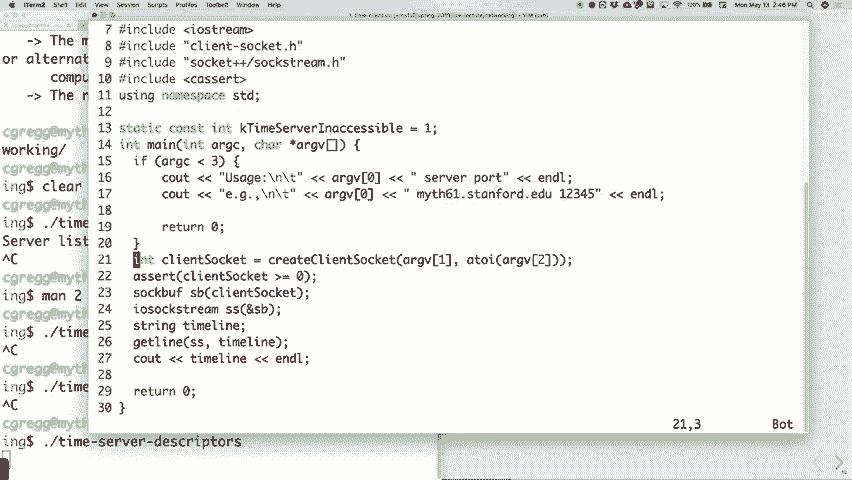 iTerm2 Shell Edit View Session Scripts Profiles Toolbelt Window Help
100% Mon May 13 2:46 PM
-> The m
or alternat
compu
-> The n
cgregg@myth
working/
cgregg@myth
ing$ clear
cgregg@myth
ing$ ./time
Server list
^C
cgregg@myth
ing$ man 2
cgregg@myth
ing$ ./time
^C
cgregg@myth
ing$ ./time
^C
cgregg@myth
ing$ ./time-server-descriptors
7 #include <iostream>
8 #include "client-socket.h"
9 #include "socket++/sockstream.h"
10 #include <cassert>
11 using namespace std;
12
13 static const int kTimeServerInaccessible = 1;
14 int main(int argc, char *argv[]) {
15 if (argc < 3) {
16 cout << "Usage:\n\t" << argv[0] << " server port" << endl;
17 cout << "e.g.,\n\t" << argv[0] << " myth61.stanford.edu 12345" << endl;
18
19 return 0;
20 }
21 int clientSocket = createClientSocket(argv[1], atoi(argv[2]));
22 assert(clientSocket >= 0);
23 sockbuf sb(clientSocket);
24 iosockstream ss(&sb);
25 string timeline;
26 getline(ss, timeline);
27 cout << timeline << endl;
28
29 return 0;
30 }
21,3 Bot